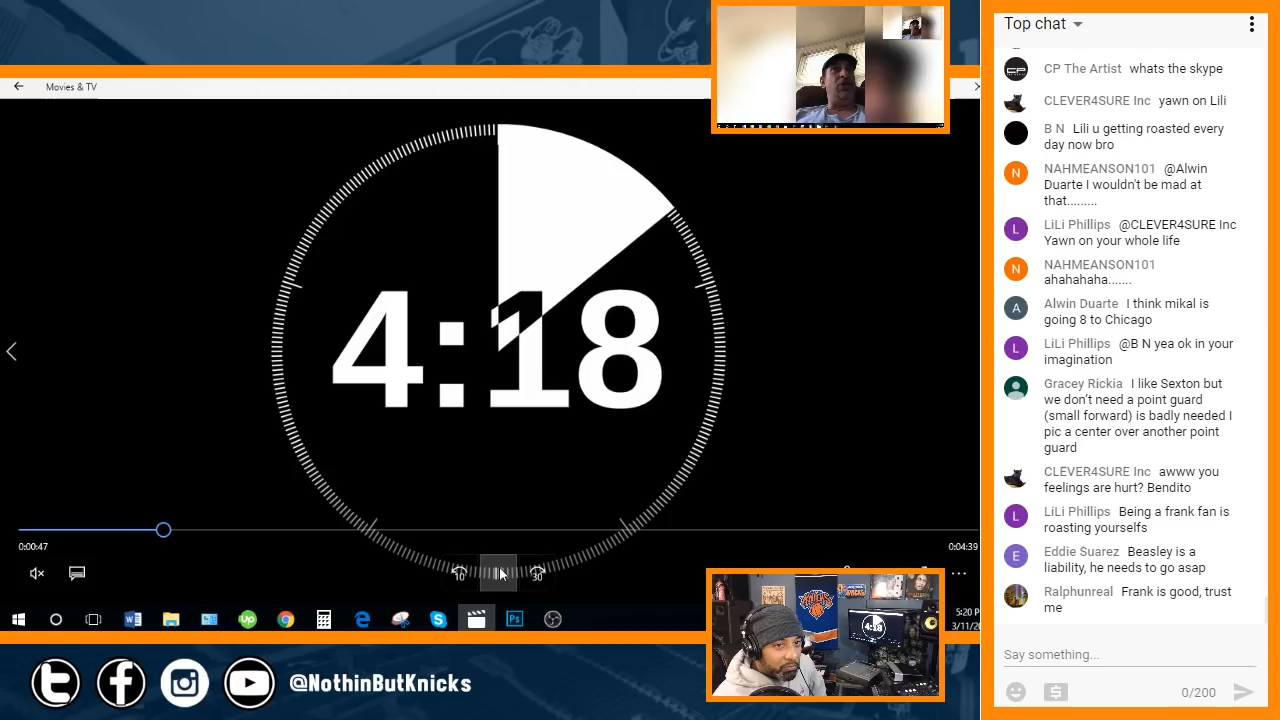 Movies & TV
4:18
0:00:47
0:04:39
10
30
5:20 P
3/11/20
@NothinButKnicks
Top chat
CP The Artist whats the skype
CLEVER4SURE Inc yawn on Lili
B N Lili u getting roasted every
day now bro
NAHMEANSON101 @Alwin
Duarte I wouldn't be mad at
that.........
LiLi Phillips @CLEVER4SURE Inc
Yawn on your whole life
NAHMEANSON101
ahahahaha.......
Alwin Duarte I think mikal is
going 8 to Chicago
LiLi Phillips @B N yea ok in your
imagination
Gracey Rickia I like Sexton but
we don't need a point guard
(small forward) is badly needed I
pic a center over another point
guard
CLEVER4SURE Inc awww you
feelings are hurt? Bendito
LiLi Phillips Being a frank fan is
roasting yourselfs
Eddie Suarez Beasley is a
liability, he needs to go asap
Ralphunreal Frank is good, trust
me
Say something...
0/200